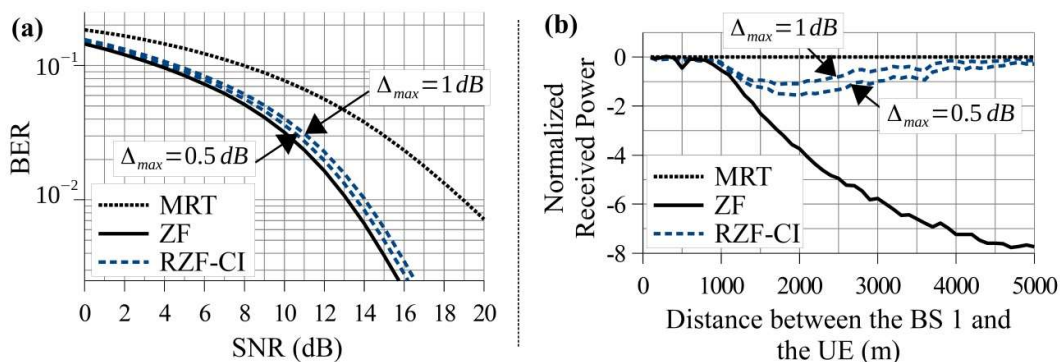 (a)
BER
10⁻¹
10⁻²
Δmax = 1 dB
Δmax = 0.5 dB
MRT
ZF
RZF-CI
0 2 4 6 8 10 12 14 16 18 20
SNR (dB)
(b)
Normalized
Received Power
0
-2
-4
-6
-8
Δmax = 1 dB
Δmax = 0.5 dB
MRT
ZF
RZF-CI
0 1000 2000 3000 4000 5000
Distance between the BS 1 and
the UE (m)